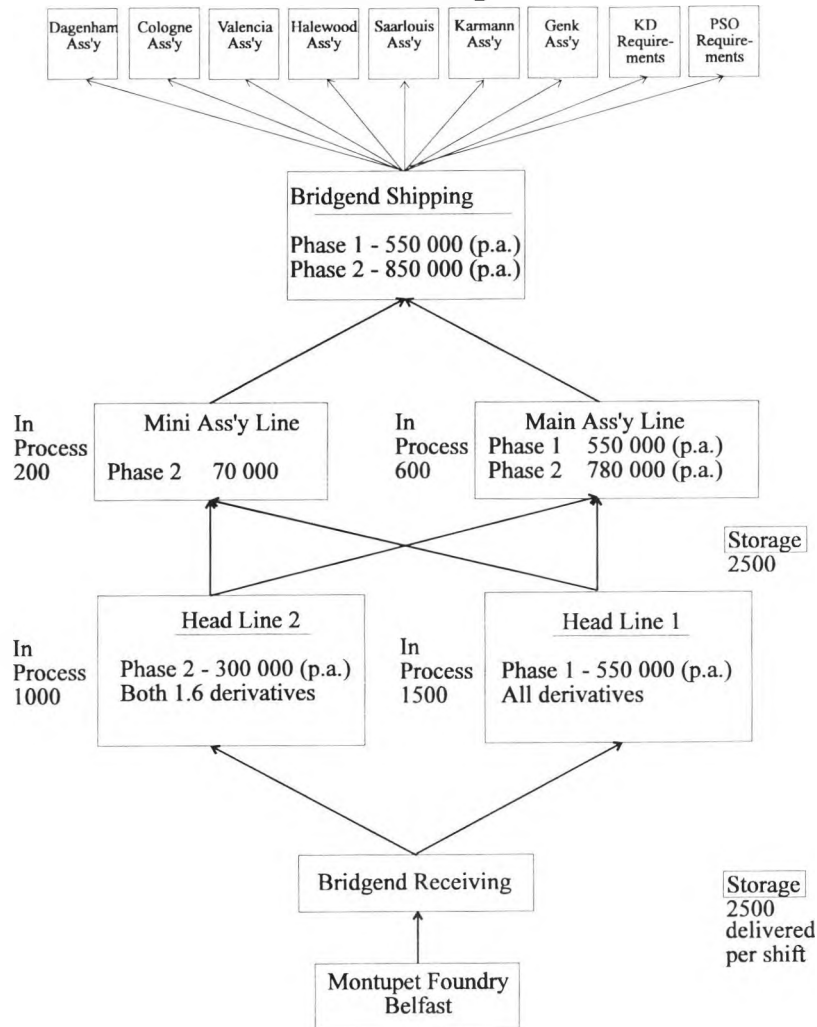 Dagenham
Ass'y
Cologne
Ass'y
Valencia
Ass'y
Halewood
Ass'y
Saarlouis
Ass'y
Karmann
Ass'y
Genk
Ass'y
KD
Require-
ments
PSO
Require-
ments
Bridgend Shipping
Phase 1 - 550 000 (p.a.)
Phase 2 - 850 000 (p.a.)
In
Process
200
Mini Ass'y Line
Phase 2 70 000
In
Process
600
Main Ass'y Line
Phase 1 550 000 (p.a.)
Phase 2 780 000 (p.a.)
Storage
2500
In
Process
1000
Head Line 2
Phase 2 - 300 000 (p.a.)
Both 1.6 derivatives
In
Process
1500
Head Line 1
Phase 1 - 550 000 (p.a.)
All derivatives
Bridgend Receiving
Storage
2500
delivered
per shift
Montupet Foundry
Belfast